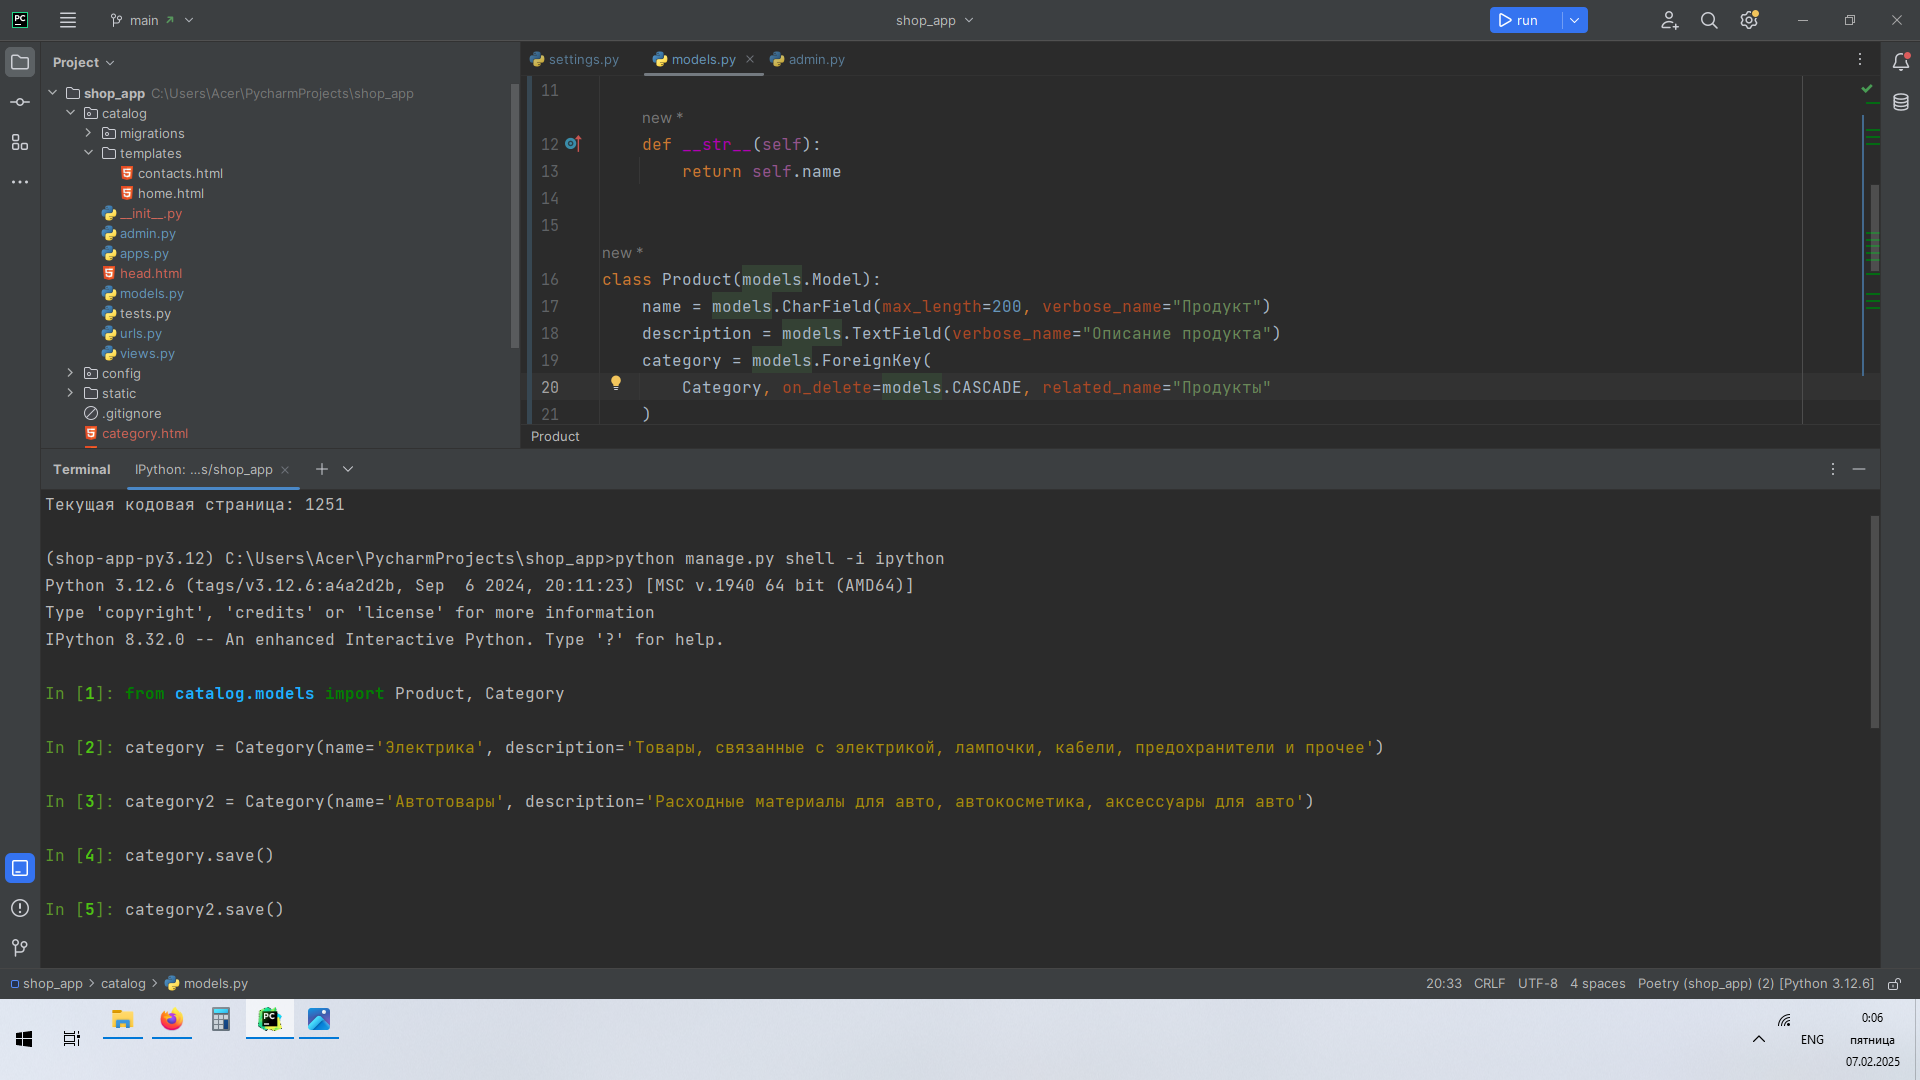 PC
main
shop_app
run
Project
settings.py
models.py
admin.py
shop_app C:\Users\Acer\PycharmProjects\shop_app
catalog
migrations
templates
contacts.html
home.html
__init__.py
admin.py
apps.py
head.html
models.py
tests.py
urls.py
views.py
config
static
.gitignore
category.html
11
new *
12 def __str__(self):
13 return self.name
14
15
new *
16 class Product(models.Model):
17 name = models.CharField(max_length=200, verbose_name="Продукт")
18 description = models.TextField(verbose_name="Описание продукта")
19 category = models.ForeignKey(
20 Category, on_delete=models.CASCADE, related_name="Продукты"
21 )
Product
Terminal
IPython: ...s/shop_app
Текущая кодовая страница: 1251
(shop-app-py3.12) C:\Users\Acer\PycharmProjects\shop_app>python manage.py shell -i ipython
Python 3.12.6 (tags/v3.12.6:a4a2d2b, Sep  6 2024, 20:11:23) [MSC v.1940 64 bit (AMD64)]
Type 'copyright', 'credits' or 'license' for more information
IPython 8.32.0 -- An enhanced Interactive Python. Type '?' for help.
In [1]: from catalog.models import Product, Category
In [2]: category = Category(name='Электрика', description='Товары, связанные с электрикой, лампочки, кабели, предохранители и прочее')
In [3]: category2 = Category(name='Автотовары', description='Расходные материалы для авто, автокосметика, аксессуары для авто')
In [4]: category.save()
In [5]: category2.save()
shop_app > catalog > models.py
20:33 CRLF UTF-8 4 spaces Poetry (shop_app) (2) [Python 3.12.6]
PC
ENG
0:06
пятница
07.02.2025